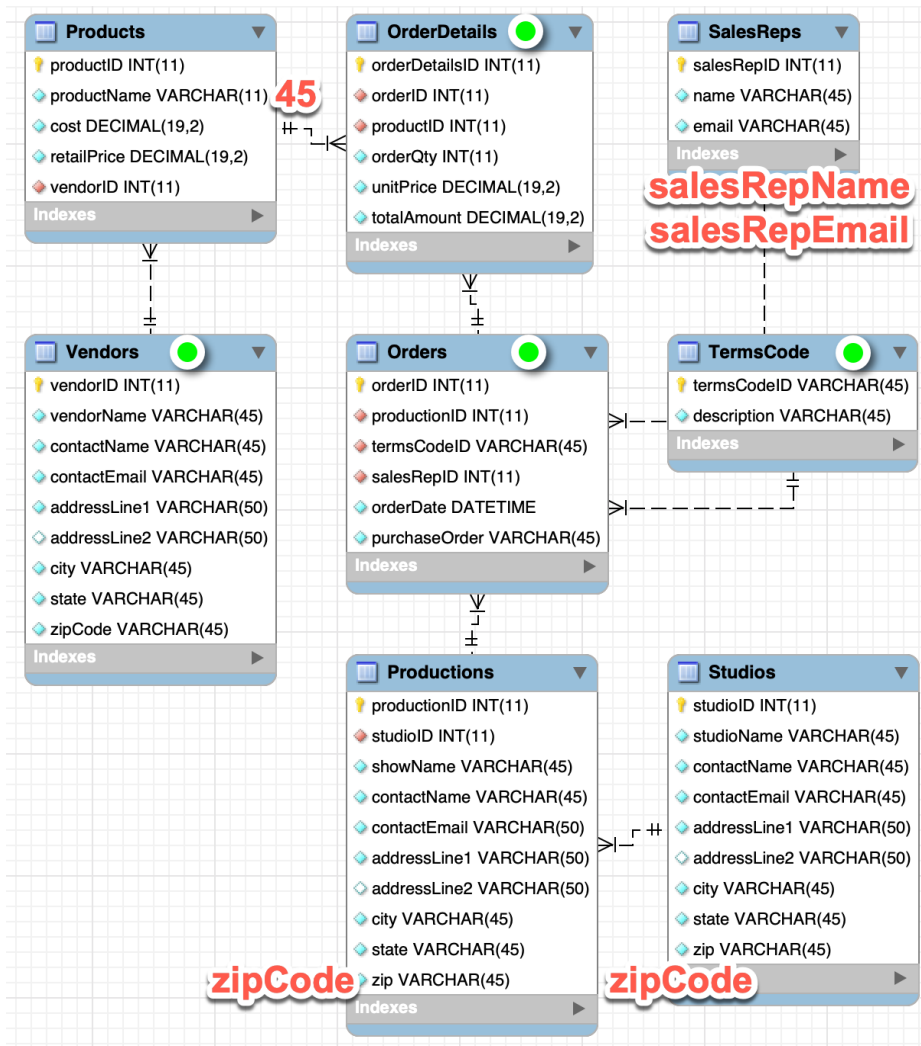 Products
productID INT(11)
productName VARCHAR(11)
45
cost DECIMAL(19,2)
retailPrice DECIMAL(19,2)
vendorID INT(11)
Indexes
OrderDetails
orderDetailsID INT(11)
orderID INT(11)
productID INT(11)
orderQty INT(11)
unitPrice DECIMAL(19,2)
totalAmount DECIMAL(19,2)
Indexes
SalesReps
salesRepID INT(11)
name VARCHAR(45)
email VARCHAR(45)
Indexes
salesRepName
salesRepEmail
Vendors
vendorID INT(11)
vendorName VARCHAR(45)
contactName VARCHAR(45)
contactEmail VARCHAR(45)
addressLine1 VARCHAR(50)
addressLine2 VARCHAR(50)
city VARCHAR(45)
state VARCHAR(45)
zipCode VARCHAR(45)
Indexes
Orders
orderID INT(11)
productionID INT(11)
termsCodeID VARCHAR(45)
salesRepID INT(11)
orderDate DATETIME
purchaseOrder VARCHAR(45)
Indexes
TermsCode
termsCodeID VARCHAR(45)
description VARCHAR(45)
Indexes
Productions
productionID INT(11)
studioID INT(11)
showName VARCHAR(45)
contactName VARCHAR(45)
contactEmail VARCHAR(50)
addressLine1 VARCHAR(50)
addressLine2 VARCHAR(50)
city VARCHAR(45)
state VARCHAR(45)
zipCode
zip VARCHAR(45)
Indexes
Studios
studioID INT(11)
studioName VARCHAR(45)
contactName VARCHAR(45)
contactEmail VARCHAR(45)
addressLine1 VARCHAR(50)
addressLine2 VARCHAR(50)
city VARCHAR(45)
state VARCHAR(45)
zip VARCHAR(45)
zipCode